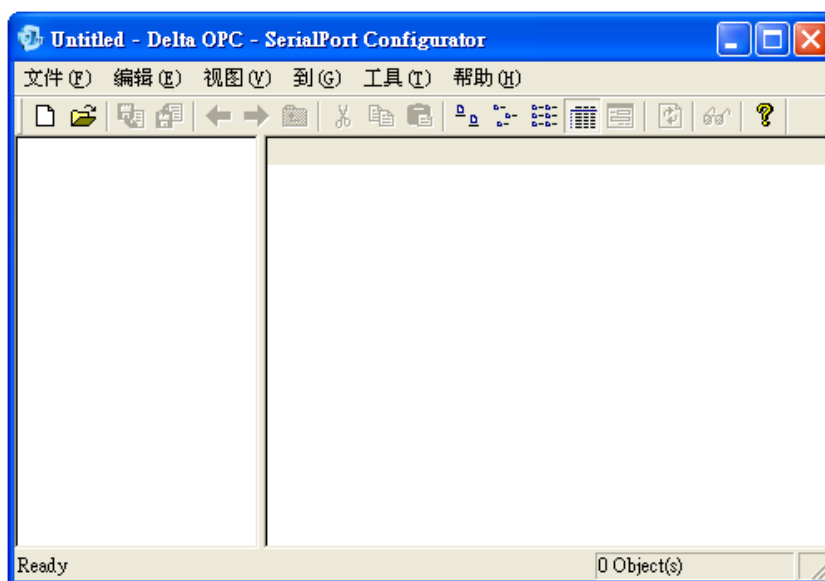 Untitled - Delta OPC - SerialPort Configurator
文件(F) 编辑(E) 视图(V) 到(G) 工具(T) 帮助(H)
Ready 0 Object(s)